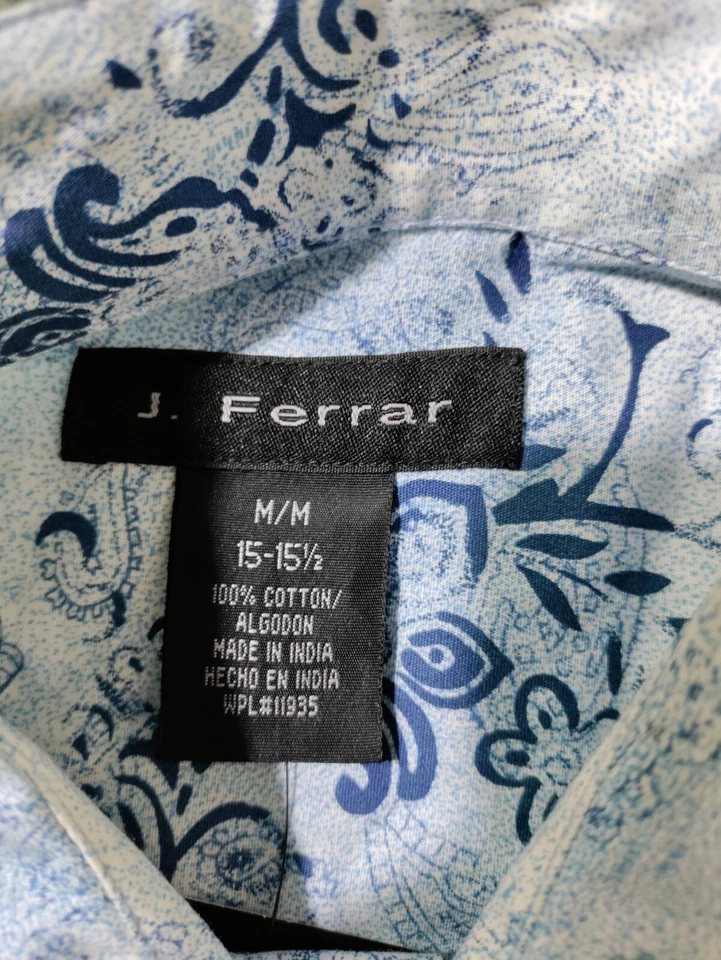 J. Ferrar
M/M
15-15½
100% COTTON/
ALGODON
MADE IN INDIA
HECHO EN INDIA
WPL#11935